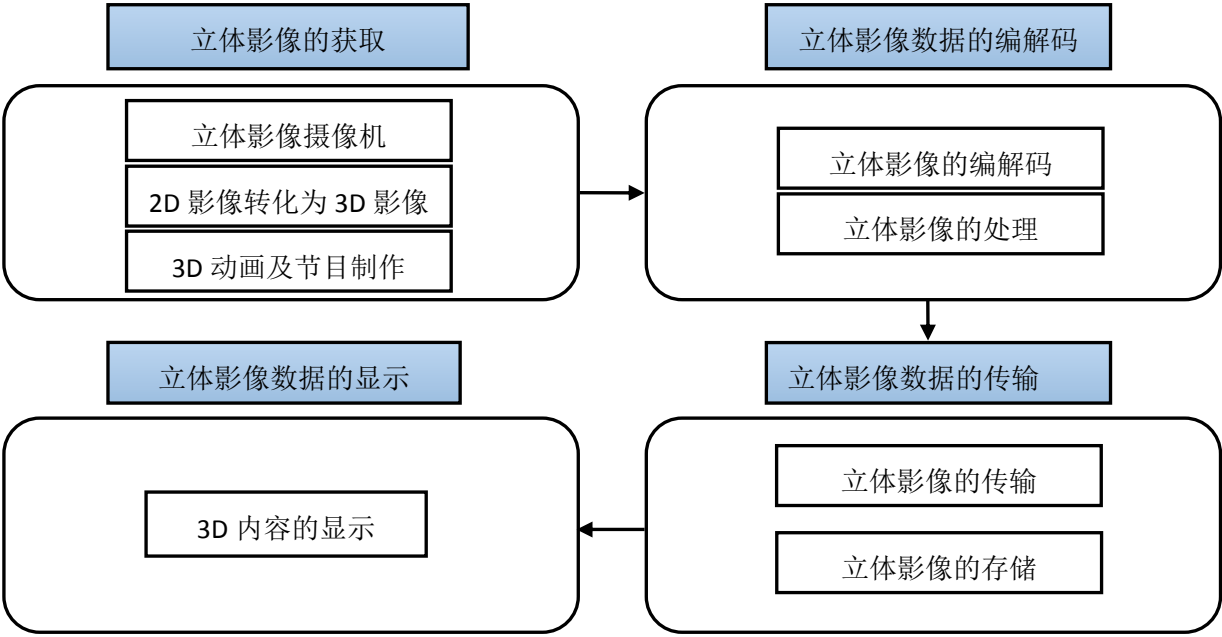 立体影像的获取
立体影像摄像机
2D 影像转化为 3D 影像
3D 动画及节目制作
立体影像数据的编解码
立体影像的编解码
立体影像的处理
立体影像数据的传输
立体影像的传输
立体影像的存储
立体影像数据的显示
3D 内容的显示